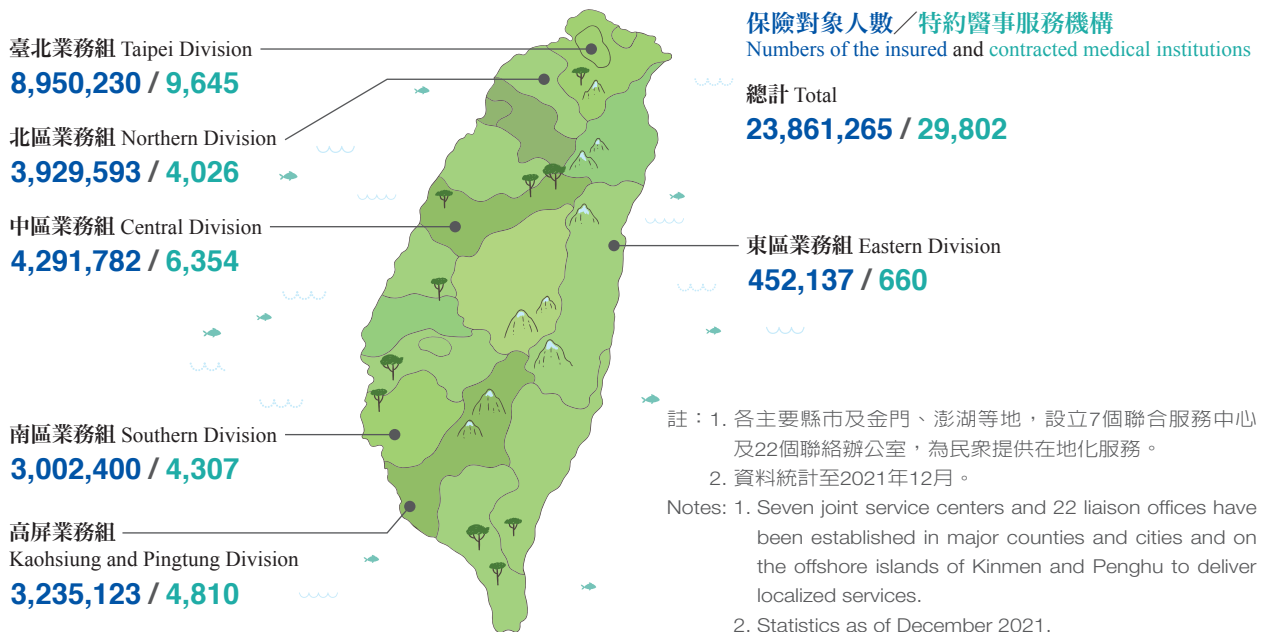 臺北業務組 Taipei Division
8,950,230 / 9,645
北區業務組 Northern Division
3,929,593 / 4,026
中區業務組 Central Division
4,291,782 / 6,354
南區業務組 Southern Division
3,002,400 / 4,307
高屏業務組
Kaohsiung and Pingtung Division
3,235,123 / 4,810
保險對象人數／特約醫事服務機構
Numbers of the insured and contracted medical institutions
總計 Total
23,861,265 / 29,802
東區業務組 Eastern Division
452,137 / 660
註：1. 各主要縣市及金門、澎湖等地，設立7個聯合服務中心
及22個聯絡辦公室，為民眾提供在地化服務。
2. 資料統計至2021年12月。
Notes: 1. Seven joint service centers and 22 liaison offices have
been established in major counties and cities and on
the offshore islands of Kinmen and Penghu to deliver
localized services.
2. Statistics as of December 2021.